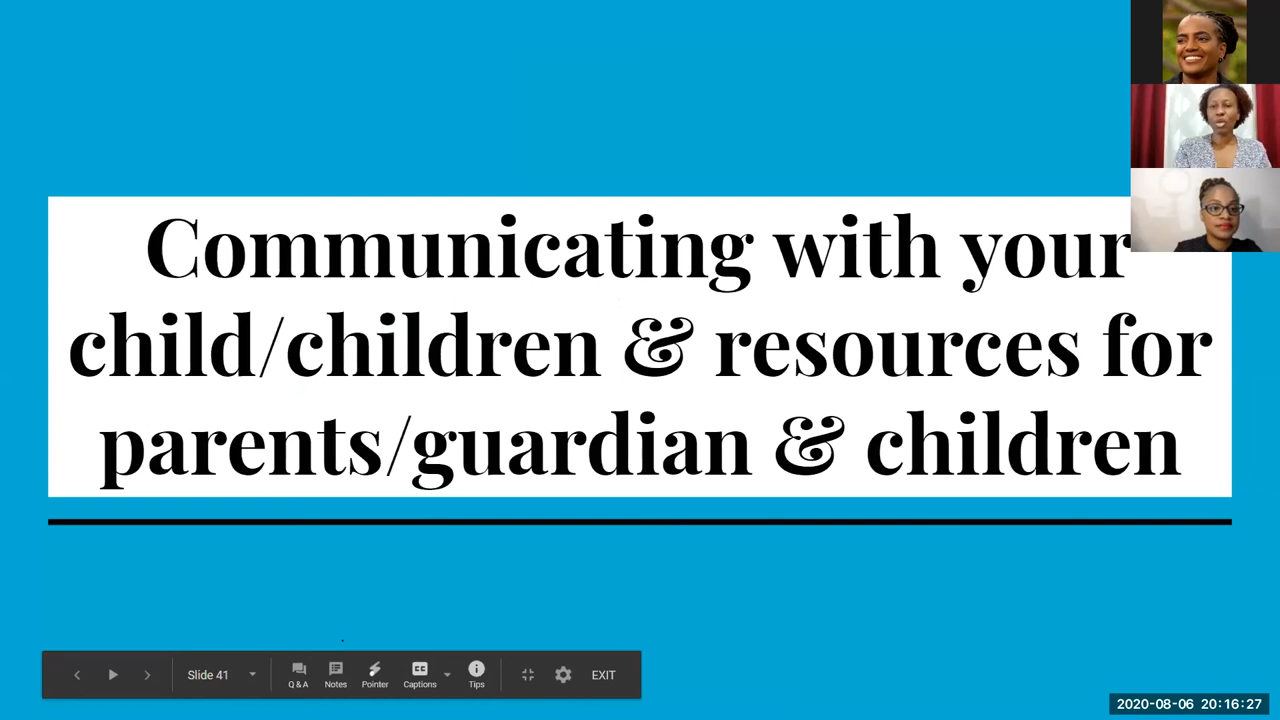 Communicating with your
child/children & resources for
parents/guardian & children
Slide 41
Q & A
Notes
Pointer
CC
Captions
Tips
EXIT
2020-08-06 20:16:27